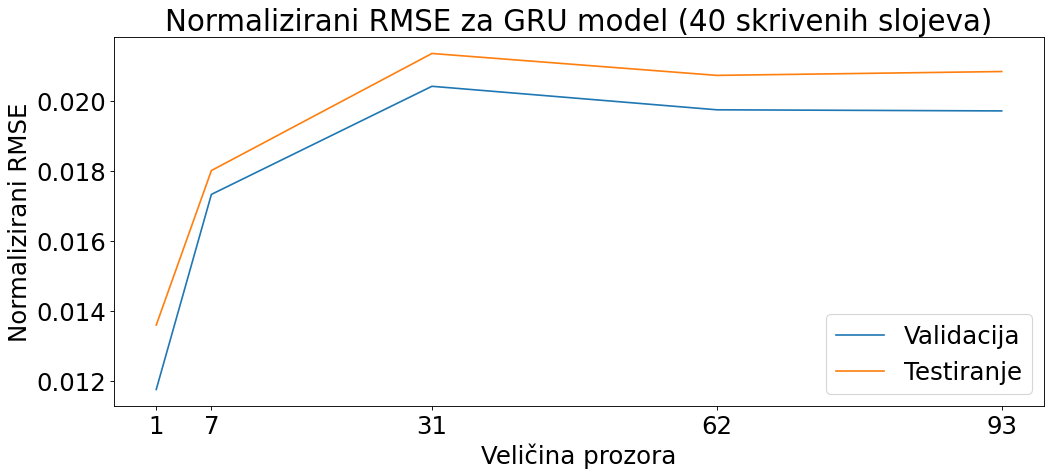 Normalizirani RMSE za GRU model (40 skrivenih slojeva)
Normalizirani RMSE
0.020
0.018
0.016
0.014
0.012
Validacija
Testiranje
1 7 31 62 93
Veličina prozora